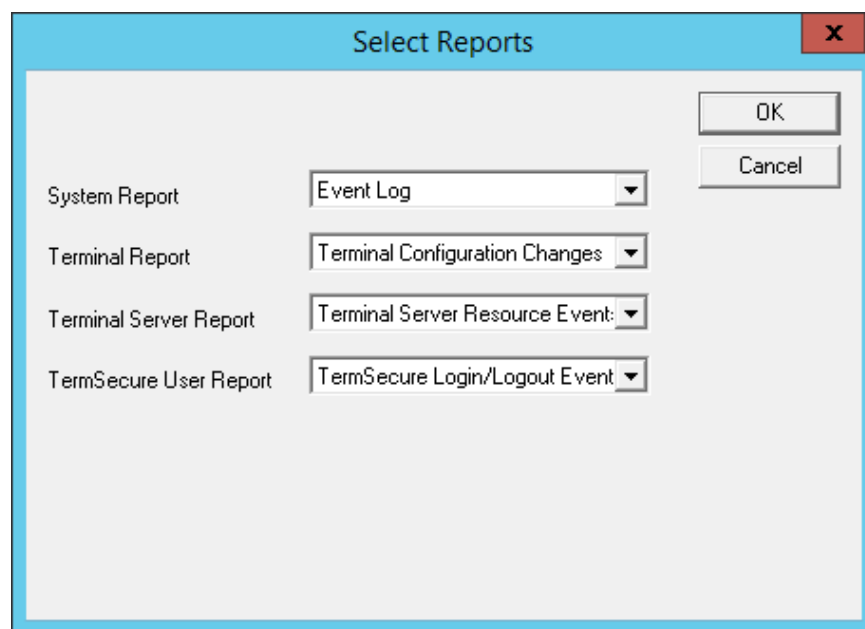 Select Reports
x
OK
Cancel
System Report Event Log
Terminal Report Terminal Configuration Changes
Terminal Server Report Terminal Server Resource Event
TermSecure User Report TermSecure Login/Logout Event